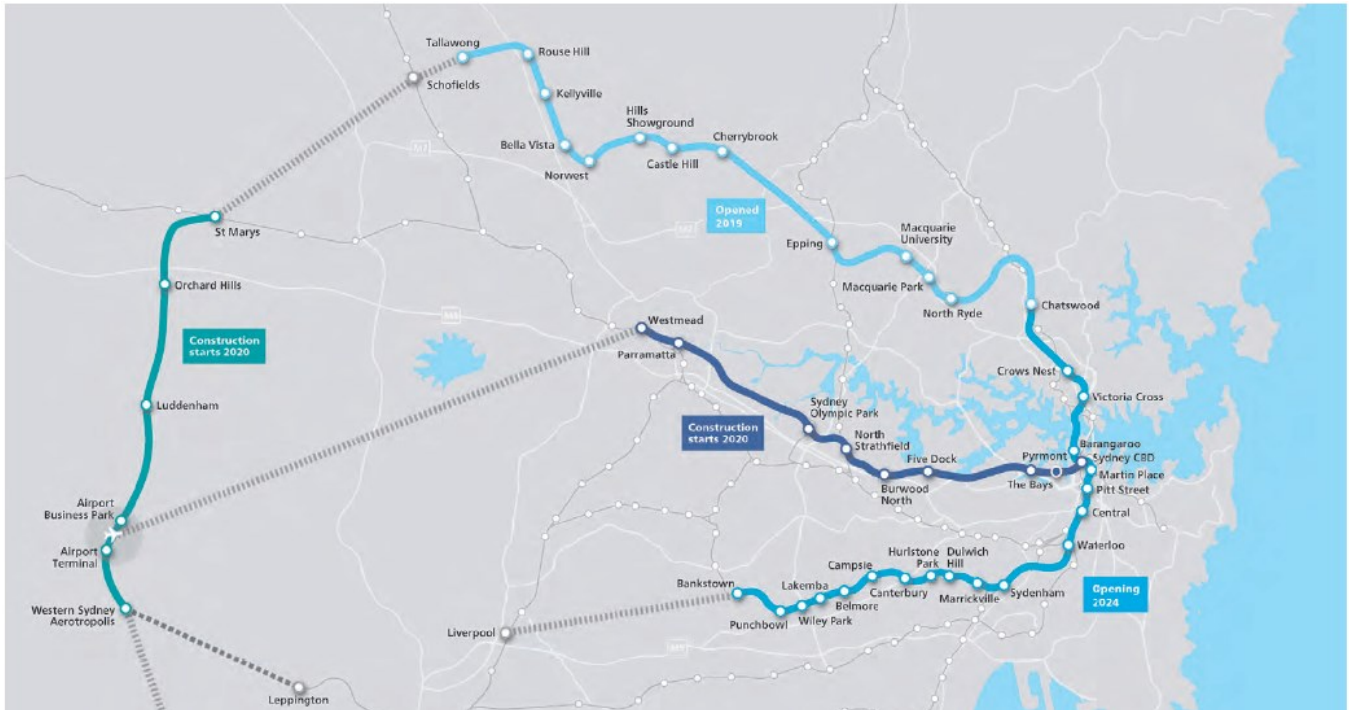 Tallawong
Rouse Hill
Schofields
Kellyville
Hills
Showground
Cherrybrook
Bella Vista
Castle Hill
Norwest
M7
Opened
2019
St Marys
M2
Macquarie
University
Epping
Macquarie Park
North Ryde
Orchard Hills
Chatswood
Westmead
Construction
starts 2020
Parramatta
Crows Nest
Victoria Cross
Luddenham
Sydney
Olympic Park
Construction
starts 2020
North
Strathfield
Barangaroo
Pyrmont
Sydney CBD
Five Dock
Martin Place
The Bays
Burwood
North
Pitt Street
Airport
Business Park
Central
Airport
Terminal
Waterloo
Hurlstone
Park
Dulwich
Hill
Campsie
Bankstown
Lakemba
Canterbury
Marrickville
Sydenham
Opening
2024
Belmore
Wiley Park
Punchbowl
Western Sydney
Aerotropolis
Liverpool
Leppington